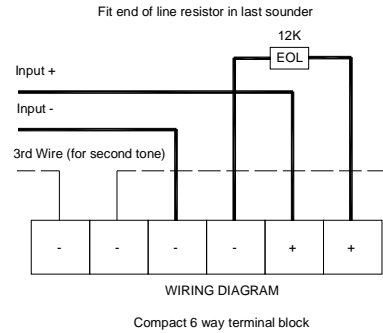 Fit end of line resistor in last sounder
12K
EOL
Input +
Input -
3rd Wire (for second tone)
- - - - + +
WIRING DIAGRAM
Compact 6 way terminal block